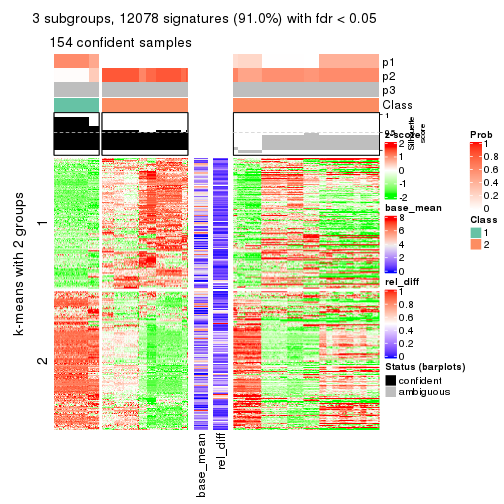 3 subgroups, 12078 signatures (91.0%) with fdr < 0.05
154 confident samples
p1
p2
p3
Class
1
0.5
Silhouette
score
k-means with 2 groups
1
2
base_mean
rel_diff
z-score
2
1
0
-1
-2
base_mean
8
6
4
2
0
rel_diff
1
0.8
0.6
0.4
0.2
0
Status (barplots)
confident
ambiguous
Prob
1
0.8
0.6
0.4
0.2
0
Class
1
2